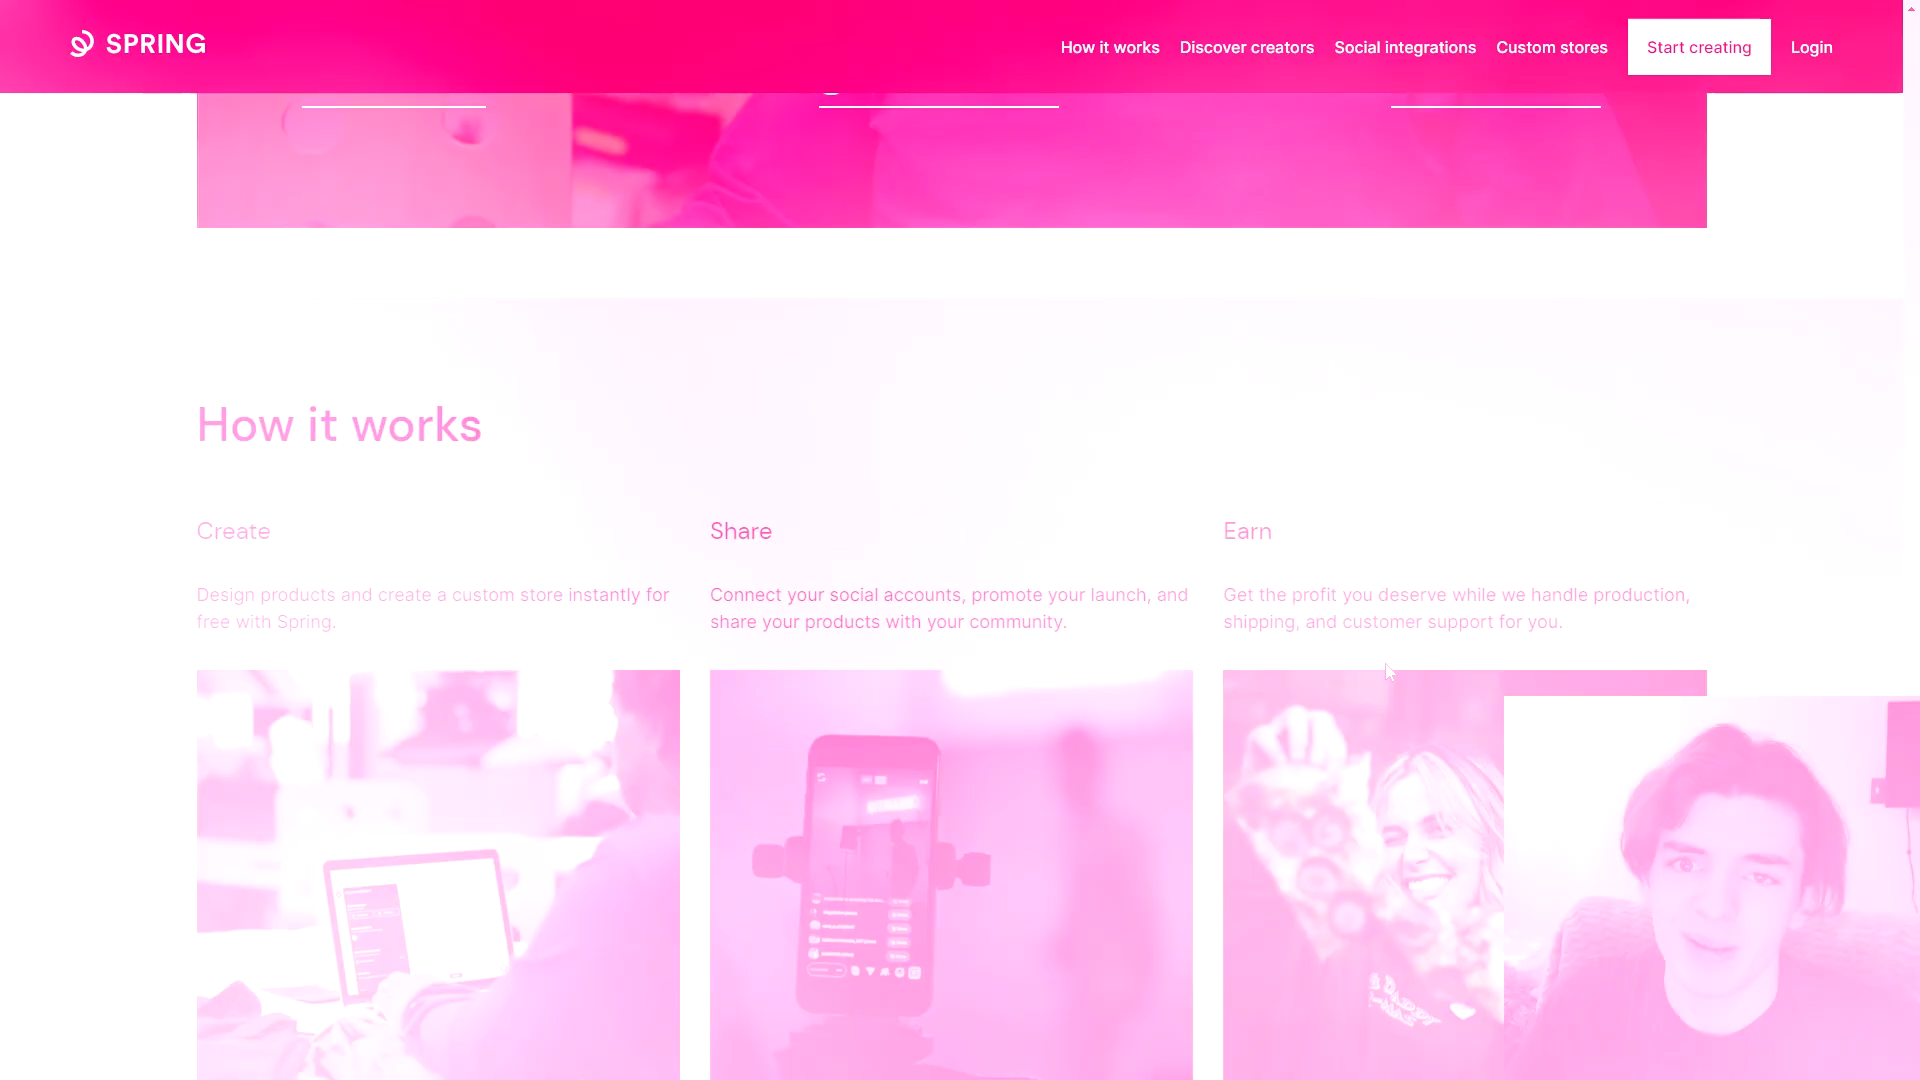 SPRING
How it works
Discover creators
Social integrations
Custom stores
Start creating
Login
How it works
Create
Design products and create a custom store instantly for
free with Spring.
Share
Connect your social accounts, promote your launch, and
share your products with your community.
Earn
Get the profit you deserve while we handle production,
shipping, and customer support for you.